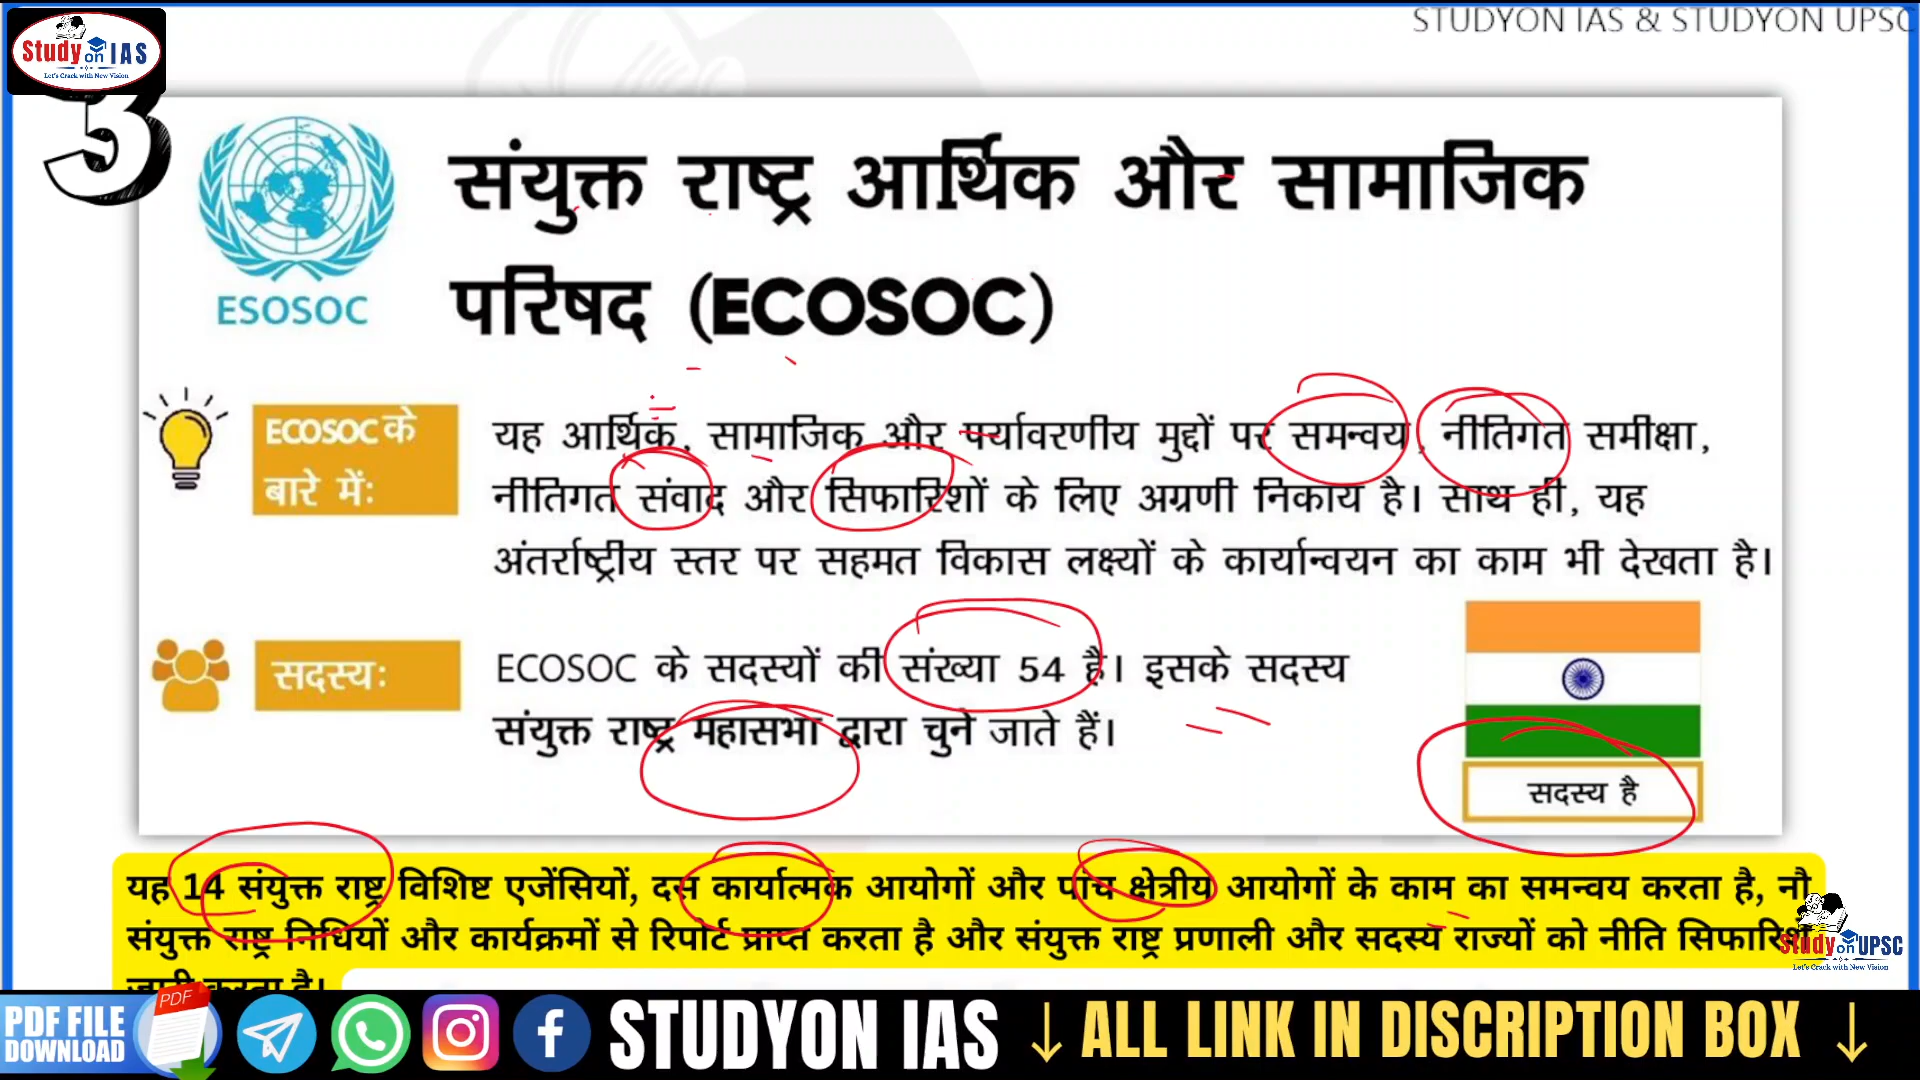 STUDYON IAS & STUDYON UPSC
Study on IAS
Let's Crack with New Vision
3
ESOSOC
संयुक्त राष्ट्र आर्थिक और सामाजिक
परिषद (ECOSOC)
ECOSOC के
बारे में:
यह आर्थिक, सामाजिक और पर्यावरणीय मुद्दों पर समन्वय, नीतिगत समीक्षा,
नीतिगत संवाद और सिफारिशों के लिए अग्रणी निकाय है। साथ ही, यह
अंतर्राष्ट्रीय स्तर पर सहमत विकास लक्ष्यों के कार्यान्वयन का काम भी देखता है।
सदस्य:
ECOSOC के सदस्यों की संख्या 54 है। इसके सदस्य
संयुक्त राष्ट्र महासभा द्वारा चुने जाते हैं।
सदस्य है
यह 14 संयुक्त राष्ट्र विशिष्ट एजेंसियों, दस कार्यात्मक आयोगों और पांच क्षेत्रीय आयोगों के काम का समन्वय करता है, नौ
संयुक्त राष्ट्र निधियों और कार्यक्रमों से रिपोर्ट प्राप्त करता है और संयुक्त राष्ट्र प्रणाली और सदस्य राज्यों को नीति सिफारिशें
जारी करता है।
Study on UPSC
Let's Crack with New Vision
PDF FILE
DOWNLOAD
PDF
STUDYON IAS ↓ ALL LINK IN DISCRIPTION BOX ↓